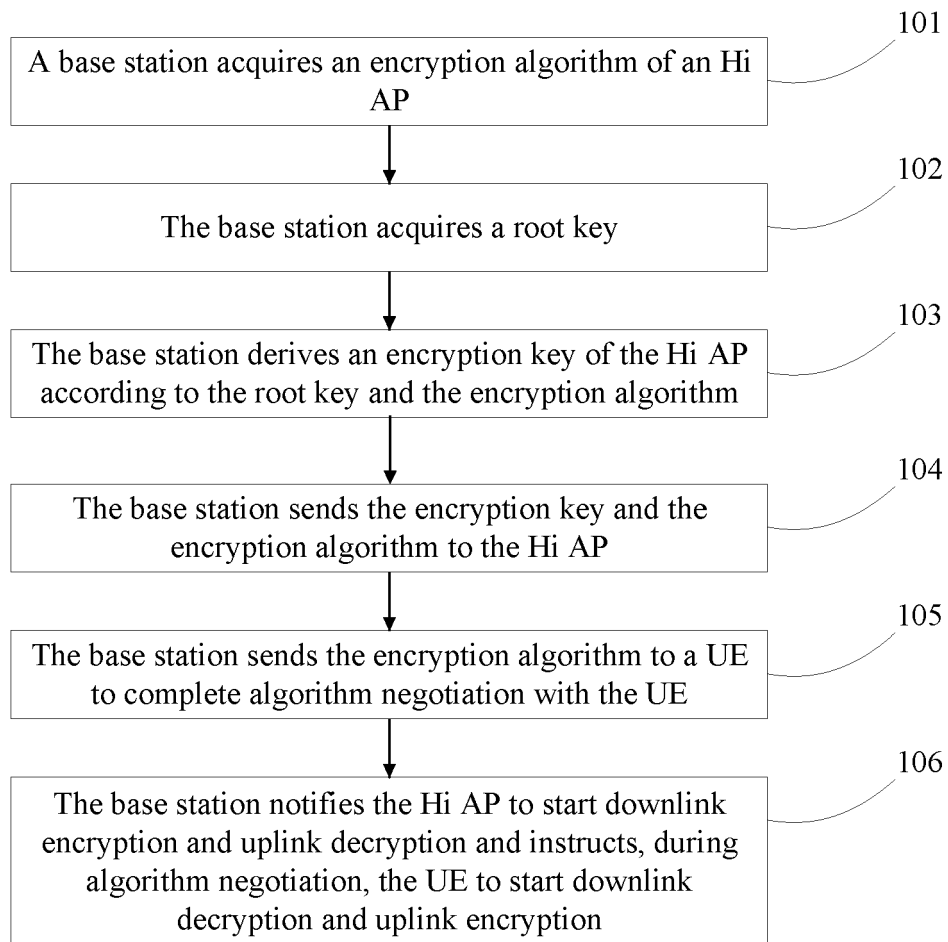 101
A base station acquires an encryption algorithm of an Hi
AP
102
The base station acquires a root key
103
The base station derives an encryption key of the Hi AP
according to the root key and the encryption algorithm
104
The base station sends the encryption key and the
encryption algorithm to the Hi AP
105
The base station sends the encryption algorithm to a UE
to complete algorithm negotiation with the UE
106
The base station notifies the Hi AP to start downlink
encryption and uplink decryption and instructs, during
algorithm negotiation, the UE to start downlink
decryption and uplink encryption